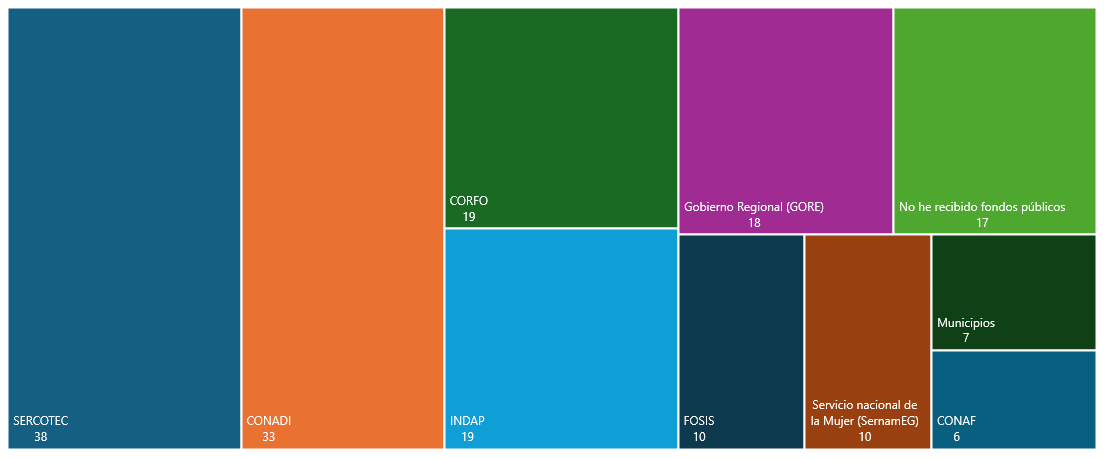 SERCOTEC
38
CONADI
33
CORFO
19
INDAP
19
Gobierno Regional (GORE)
18
No he recibido fondos públicos
17
FOSIS
10
Servicio nacional de
la Mujer (SernamEG)
10
Municipios
7
CONAF
6